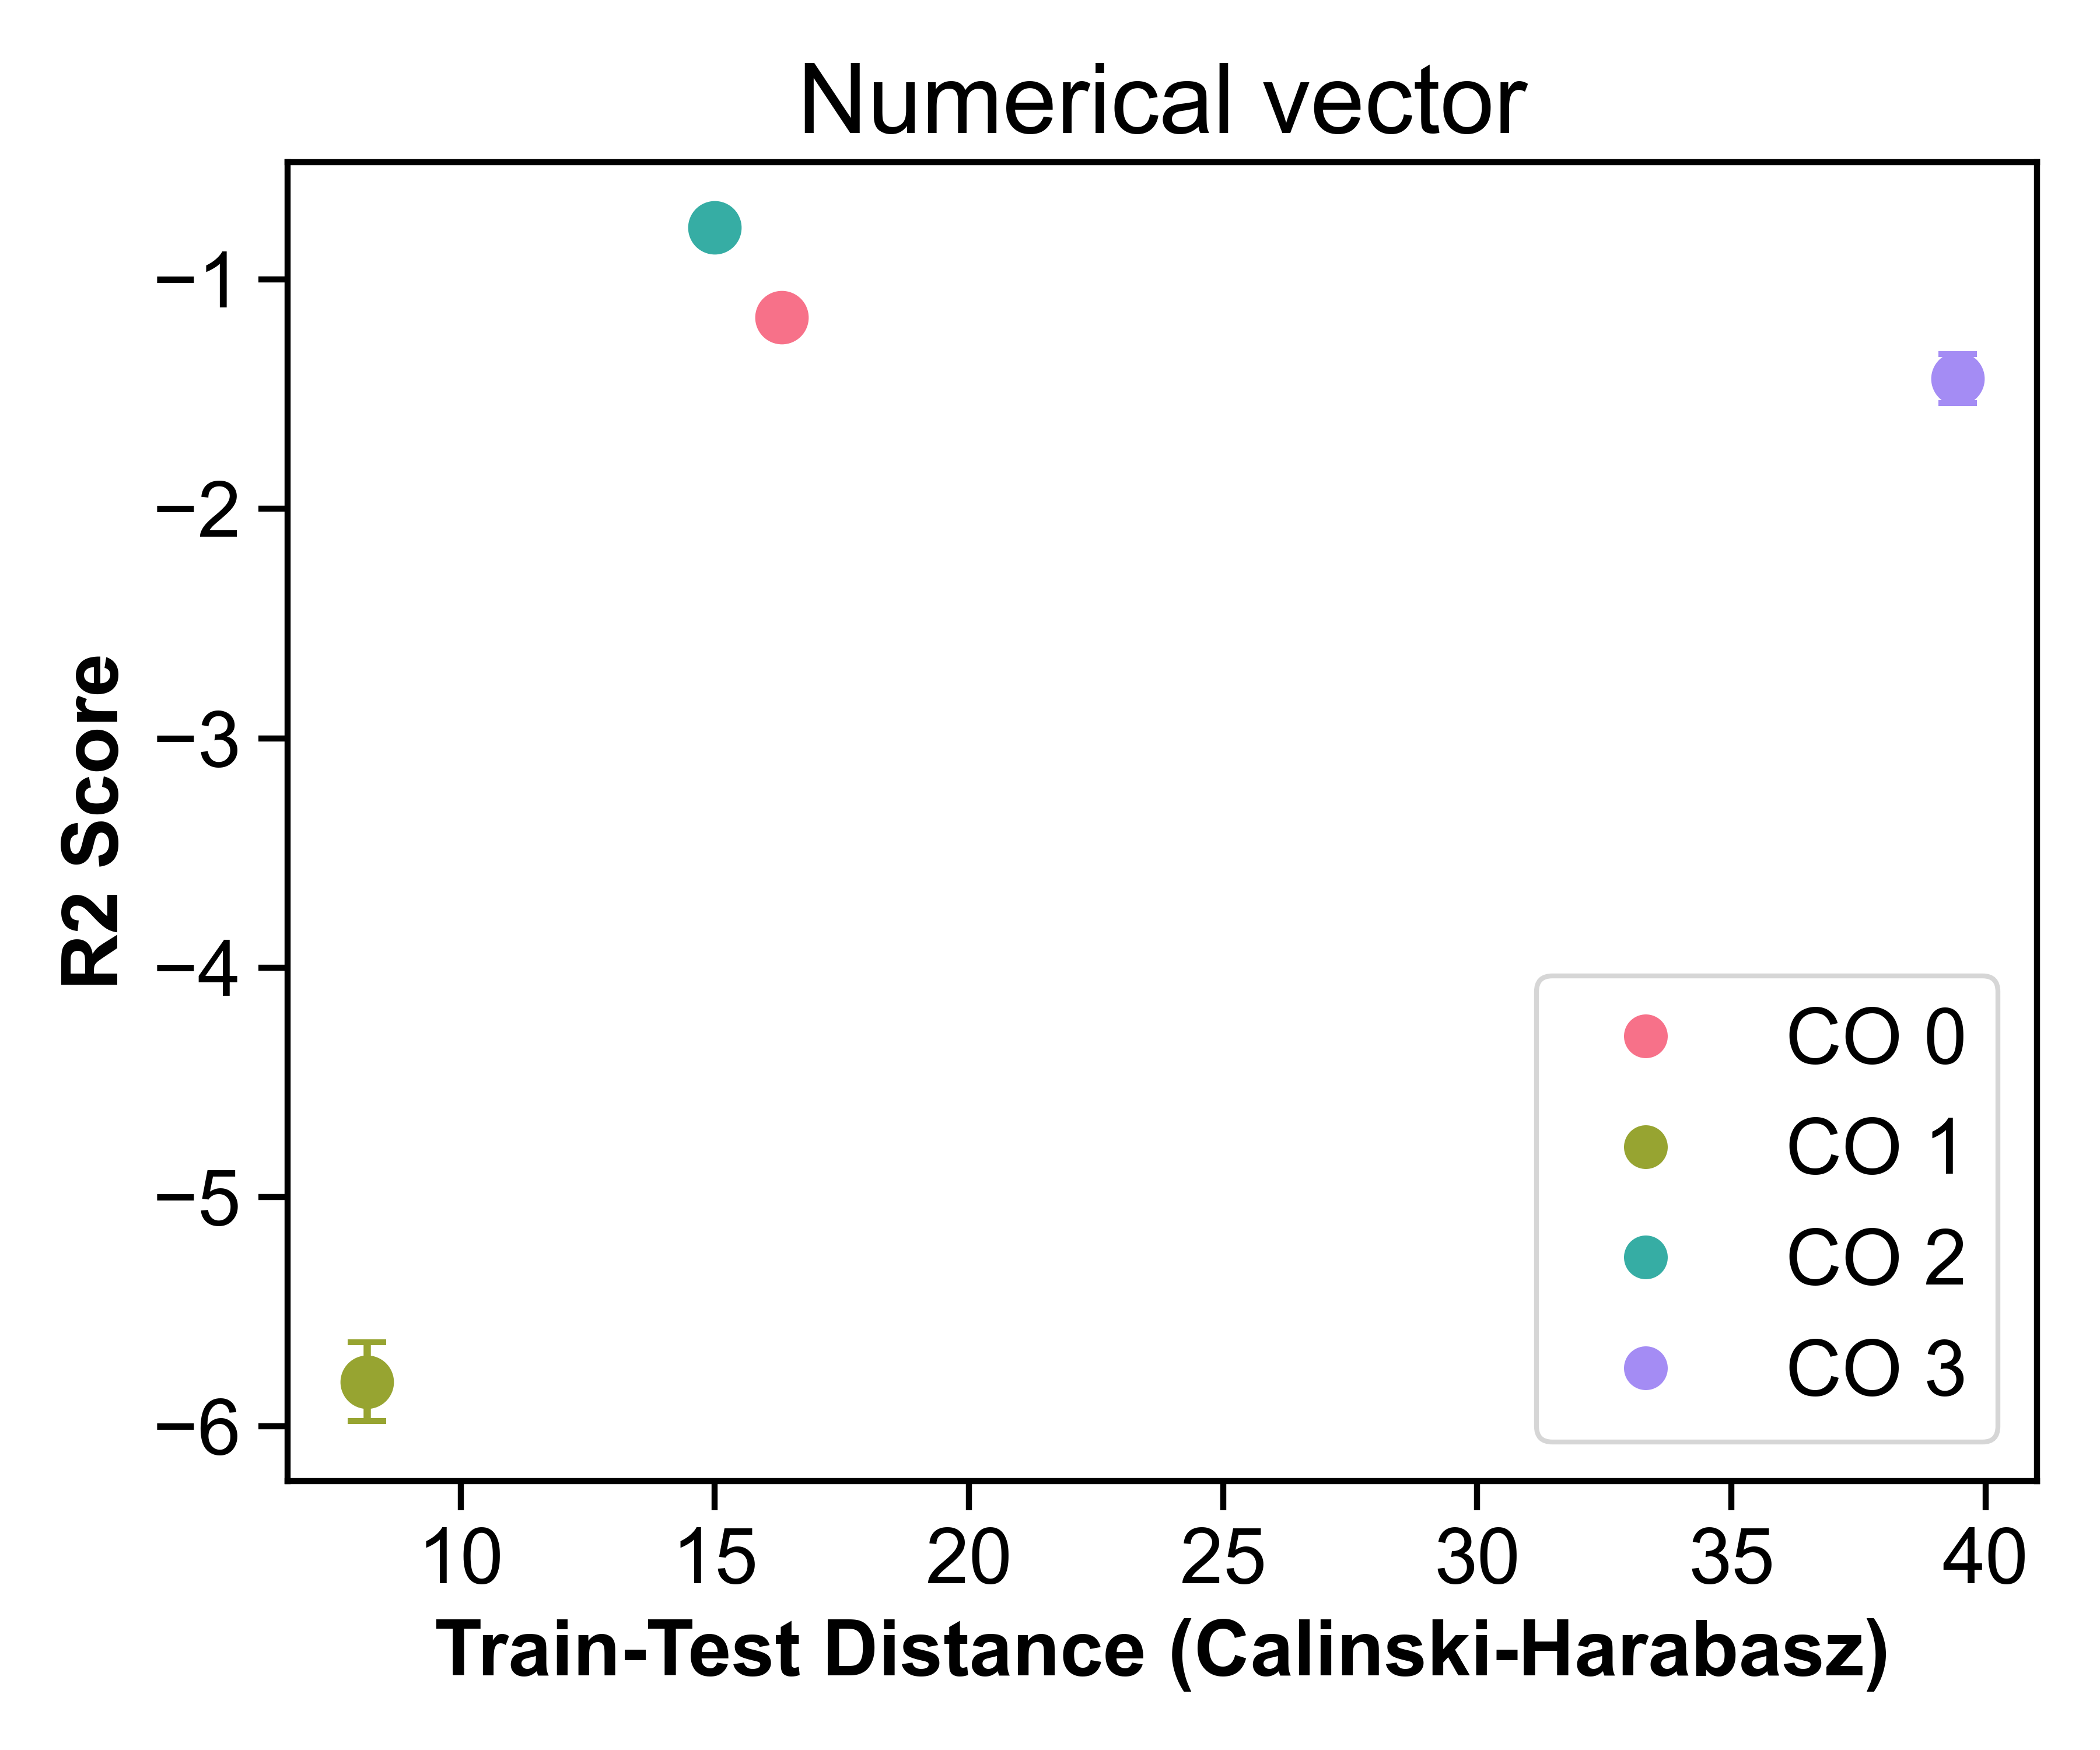 Numerical vector
−1
−2
−3
−4
−5
−6
R2 Score
CO 0
CO 1
CO 2
CO 3
10 15 20 25 30 35 40
Train-Test Distance (Calinski-Harabasz)